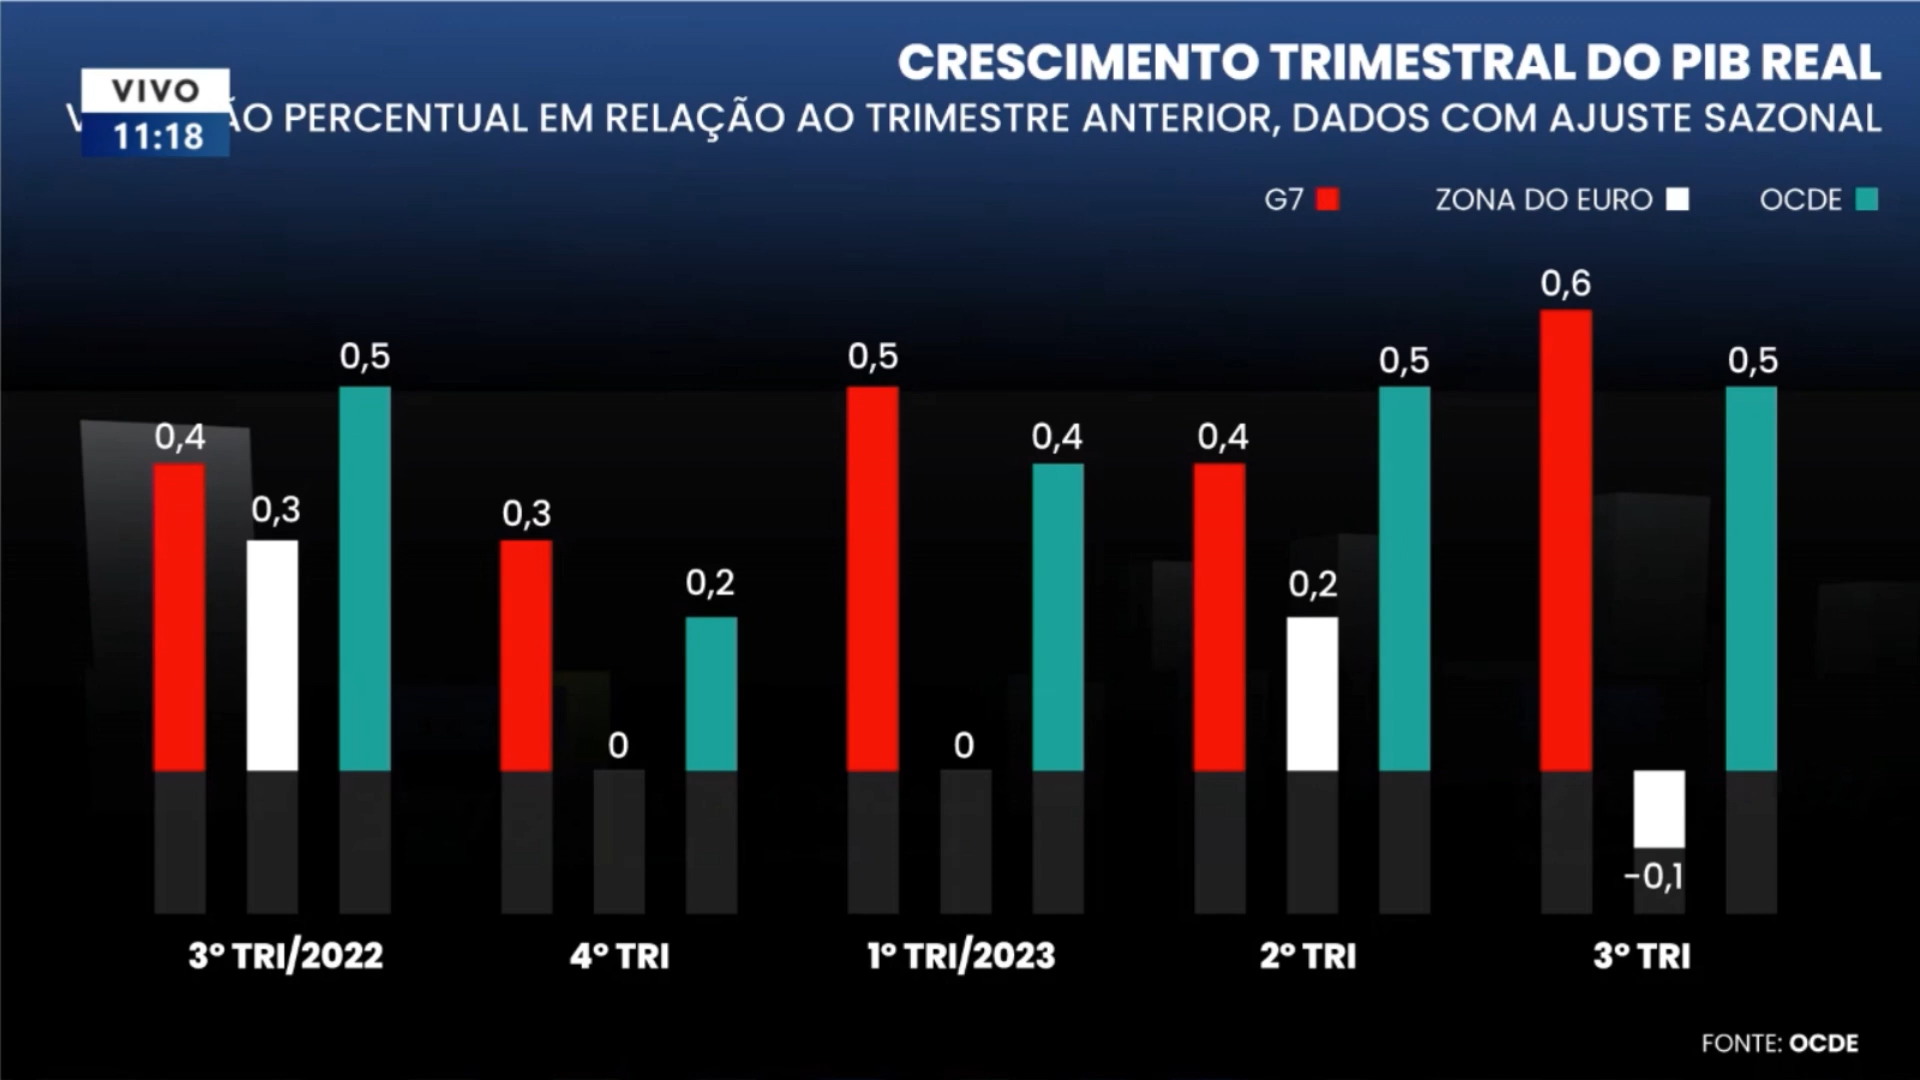 CRESCIMENTO TRIMESTRAL DO PIB REAL
VIVO
ÃO PERCENTUAL EM RELAÇÃO AO TRIMESTRE ANTERIOR, DADOS COM AJUSTE SAZONAL
11:18
G7 ZONA DO EURO OCDE
0,4 0,3 0,5
0,3 0 0,2
0,5 0 0,4
0,4 0,2 0,5
0,6 -0,1 0,5
3º TRI/2022 4º TRI 1º TRI/2023 2º TRI 3º TRI
FONTE: OCDE